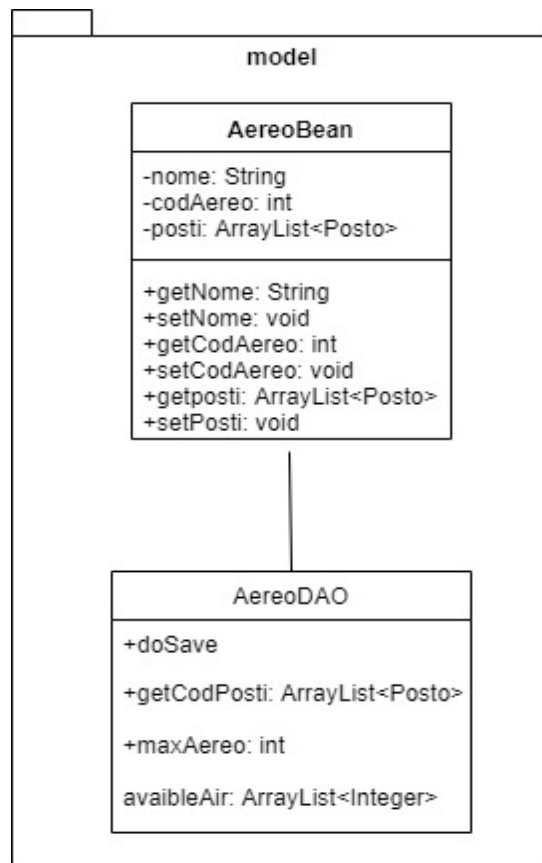 model
AereoBean
-nome: String
-codAereo: int
-posti: ArrayList<Posto>
+getNome: String
+setNome: void
+getCodAereo: int
+setCodAereo: void
+getposti: ArrayList<Posto>
+setPosti: void
AereoDAO
+doSave
+getCodPosti: ArrayList<Posto>
+maxAereo: int
avaibleAir: ArrayList<Integer>